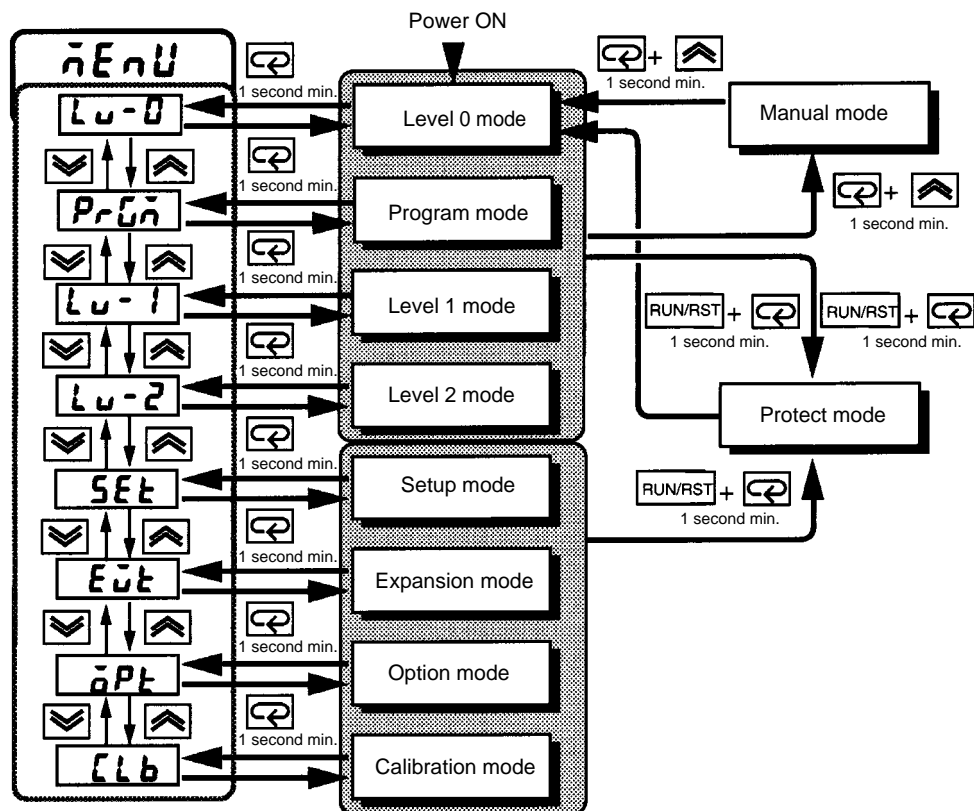 Power ON
mEnU
1 second min.
1 second min.
Lu-0
Level 0 mode
Manual mode
1 second min.
1 second min.
PrGm
Program mode
1 second min.
Lu-1
Level 1 mode
RUN/RST +
RUN/RST +
1 second min.
1 second min.
1 second min.
Lu-2
Level 2 mode
Protect mode
1 second min.
SEt
Setup mode
RUN/RST +
1 second min.
1 second min.
Eut
Expansion mode
1 second min.
oPt
Option mode
1 second min.
CLb
Calibration mode